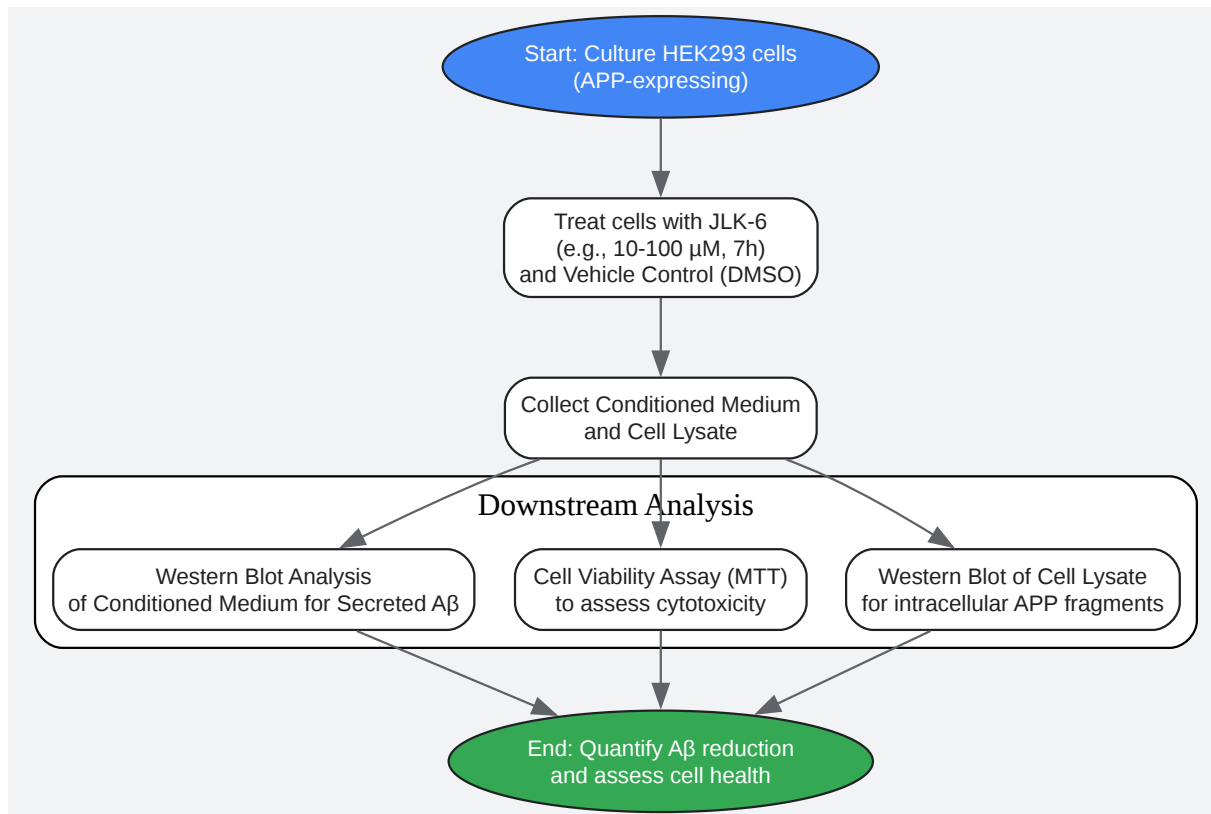 Start: Culture HEK293 cells
(APP-expressing)
Treat cells with JLK-6
(e.g., 10-100 µM, 7h)
and Vehicle Control (DMSO)
Collect Conditioned Medium
and Cell Lysate
Downstream Analysis
Western Blot Analysis
of Conditioned Medium for Secreted Aβ
Cell Viability Assay (MTT)
to assess cytotoxicity
Western Blot of Cell Lysate
for intracellular APP fragments
End: Quantify Aβ reduction
and assess cell health